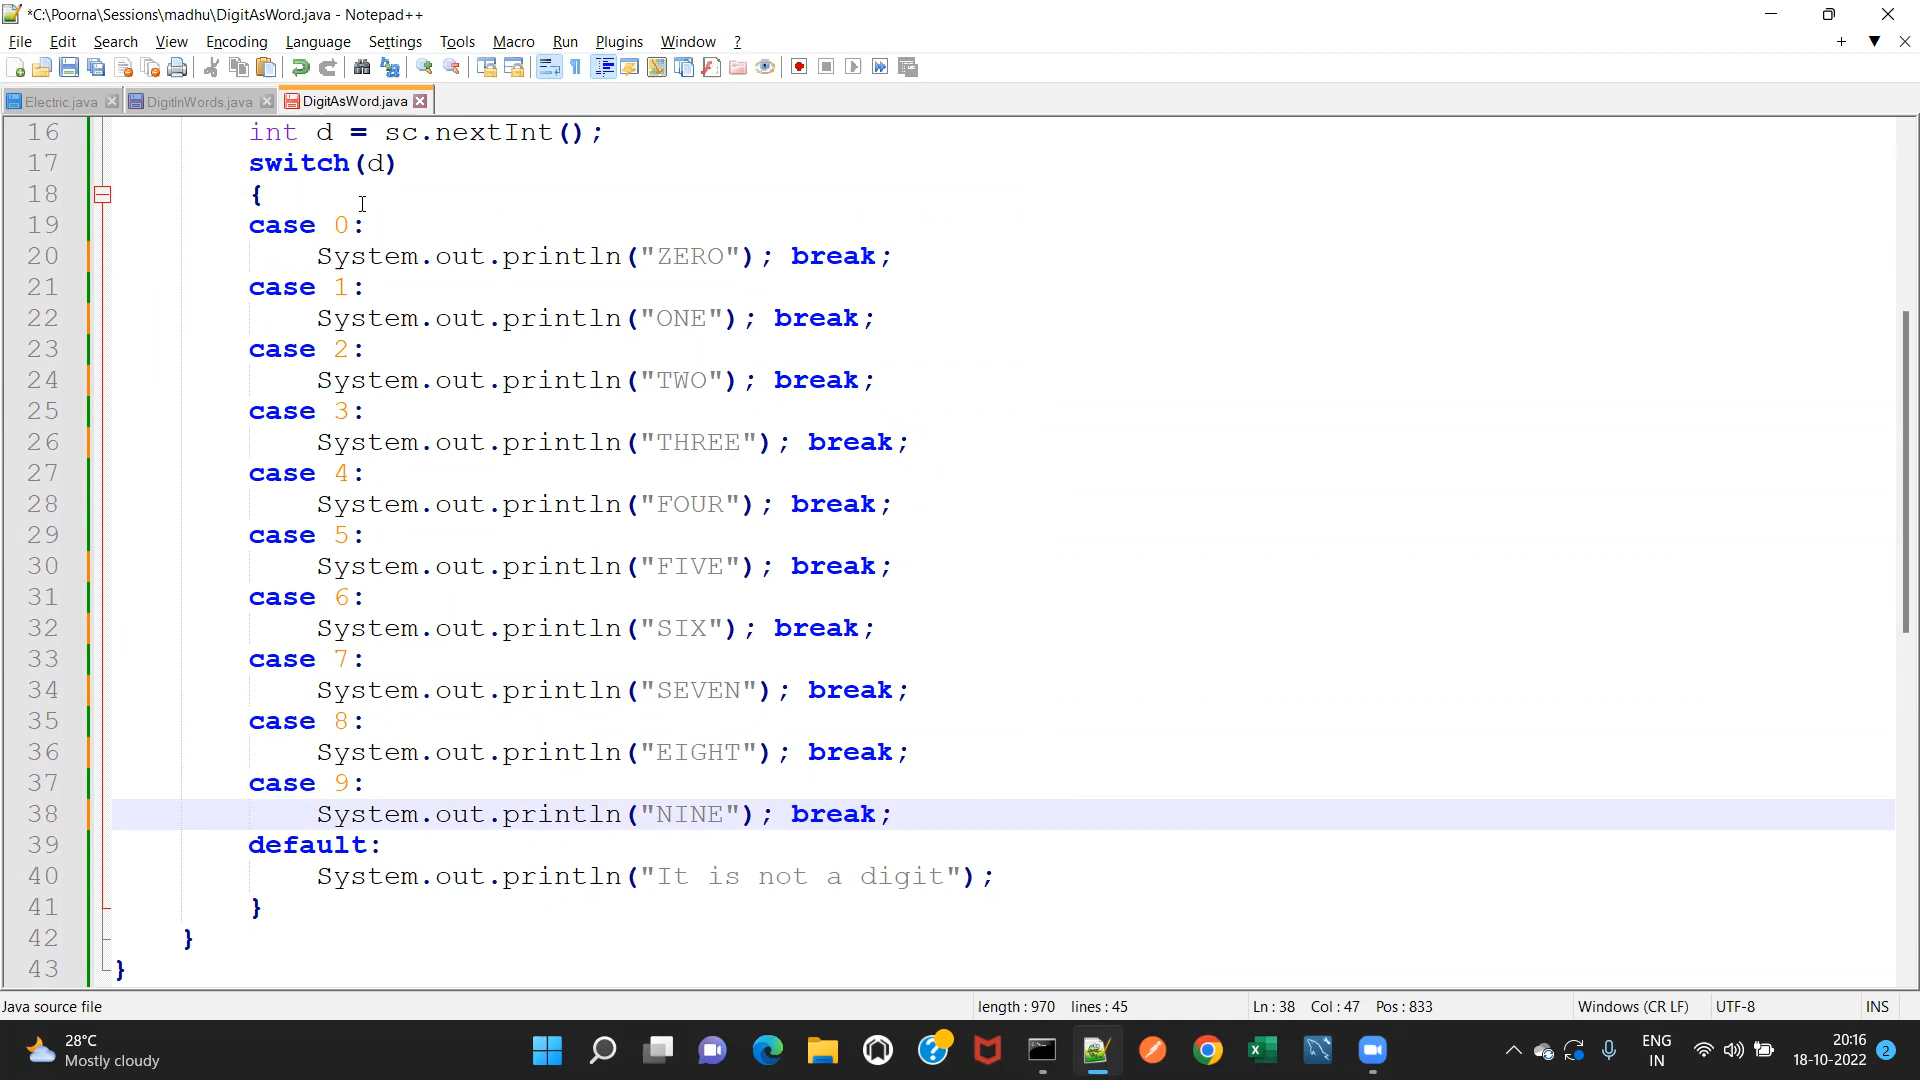 *C:\Poorna\Sessions\madhu\DigitAsWord.java - Notepad++
File Edit Search View Encoding Language Settings Tools Macro Run Plugins Window ?
Electric.java DigitInWords.java DigitAsWord.java
16 int d = sc.nextInt();
17 switch(d)
18 {
19 case 0:
20 System.out.println("ZERO"); break;
21 case 1:
22 System.out.println("ONE"); break;
23 case 2:
24 System.out.println("TWO"); break;
25 case 3:
26 System.out.println("THREE"); break;
27 case 4:
28 System.out.println("FOUR"); break;
29 case 5:
30 System.out.println("FIVE"); break;
31 case 6:
32 System.out.println("SIX"); break;
33 case 7:
34 System.out.println("SEVEN"); break;
35 case 8:
36 System.out.println("EIGHT"); break;
37 case 9:
38 System.out.println("NINE"); break;
39 default:
40 System.out.println("It is not a digit");
41 }
42 }
43 }
Java source file length : 970 lines : 45 Ln : 38 Col : 47 Pos : 833 Windows (CR LF) UTF-8 INS
28°C
Mostly cloudy
ENG
IN
20:16
18-10-2022
2